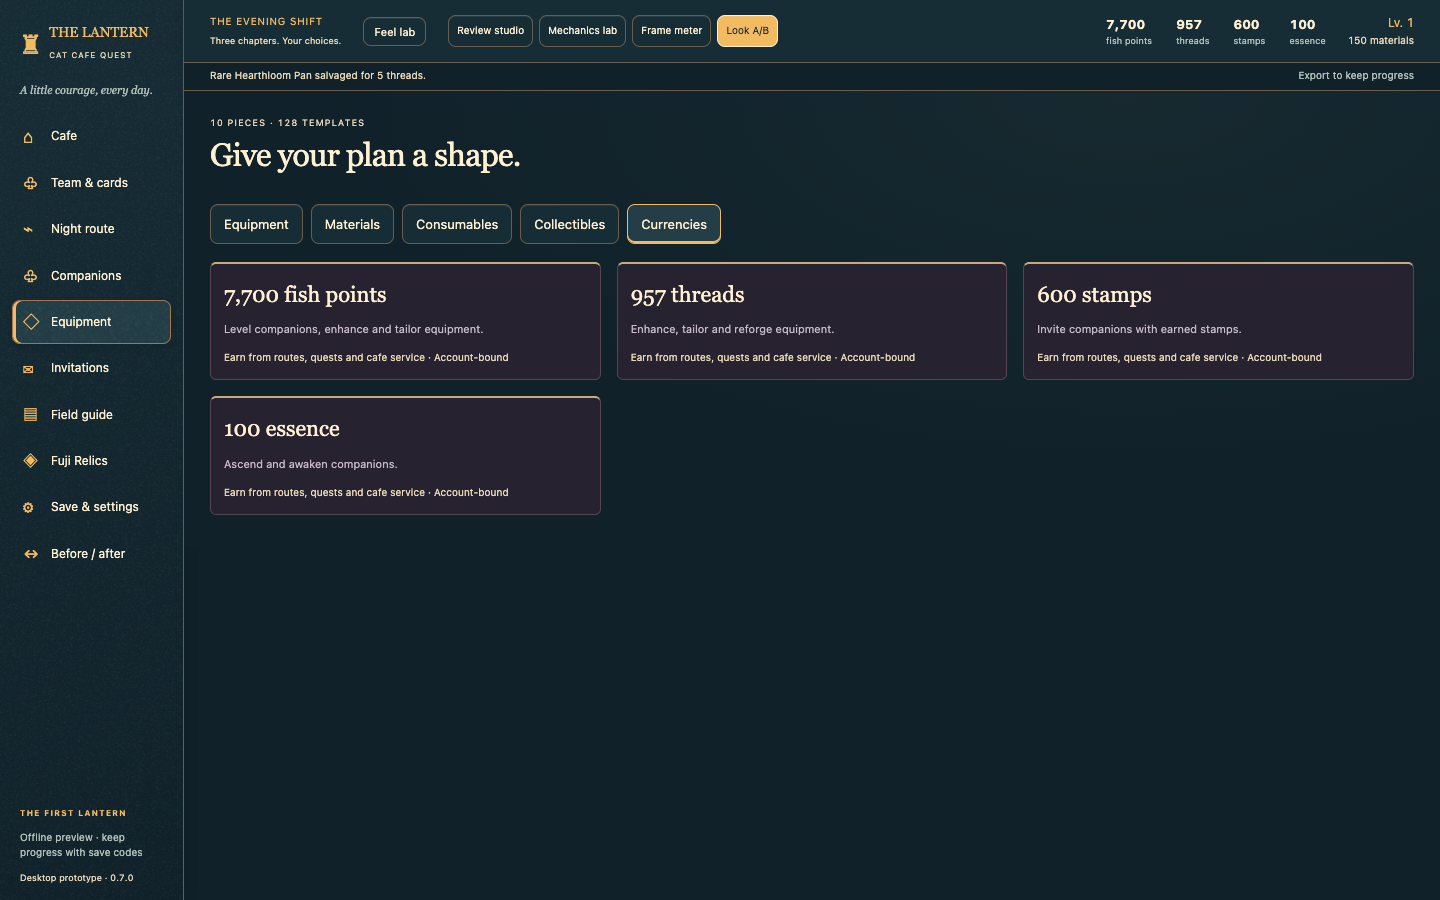 THE LANTERN
CAT CAFE QUEST
A little courage, every day.
Cafe
Team & cards
Night route
Companions
Equipment
Invitations
Field guide
Fuji Relics
Save & settings
Before / after
THE FIRST LANTERN
Offline preview · keep
progress with save codes
Desktop prototype · 0.7.0
THE EVENING SHIFT
Three chapters. Your choices.
Feel lab
Review studio
Mechanics lab
Frame meter
Look A/B
7,700
fish points
957
threads
600
stamps
100
essence
Lv. 1
150 materials
Rare Hearthloom Pan salvaged for 5 threads.
Export to keep progress
10 PIECES · 128 TEMPLATES
Give your plan a shape.
Equipment
Materials
Consumables
Collectibles
Currencies
7,700 fish points
Level companions, enhance and tailor equipment.
Earn from routes, quests and cafe service · Account-bound
957 threads
Enhance, tailor and reforge equipment.
Earn from routes, quests and cafe service · Account-bound
600 stamps
Invite companions with earned stamps.
Earn from routes, quests and cafe service · Account-bound
100 essence
Ascend and awaken companions.
Earn from routes, quests and cafe service · Account-bound